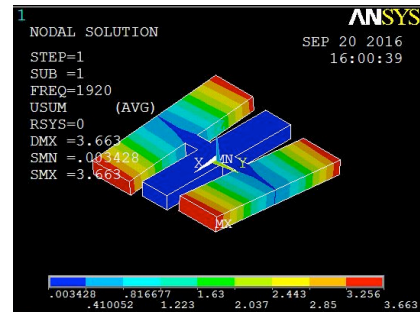 1
ANSYS
NODAL SOLUTION
SEP 20 2016
16:00:39
STEP=1
SUB =1
FREQ=1920
USUM (AVG)
RSYS=0
DMX =3.663
SMN =.003428
SMX =3.663
X MN Y
MX
.003428 .816677 1.63 2.443 3.256
.410052 1.223 2.037 2.85 3.663